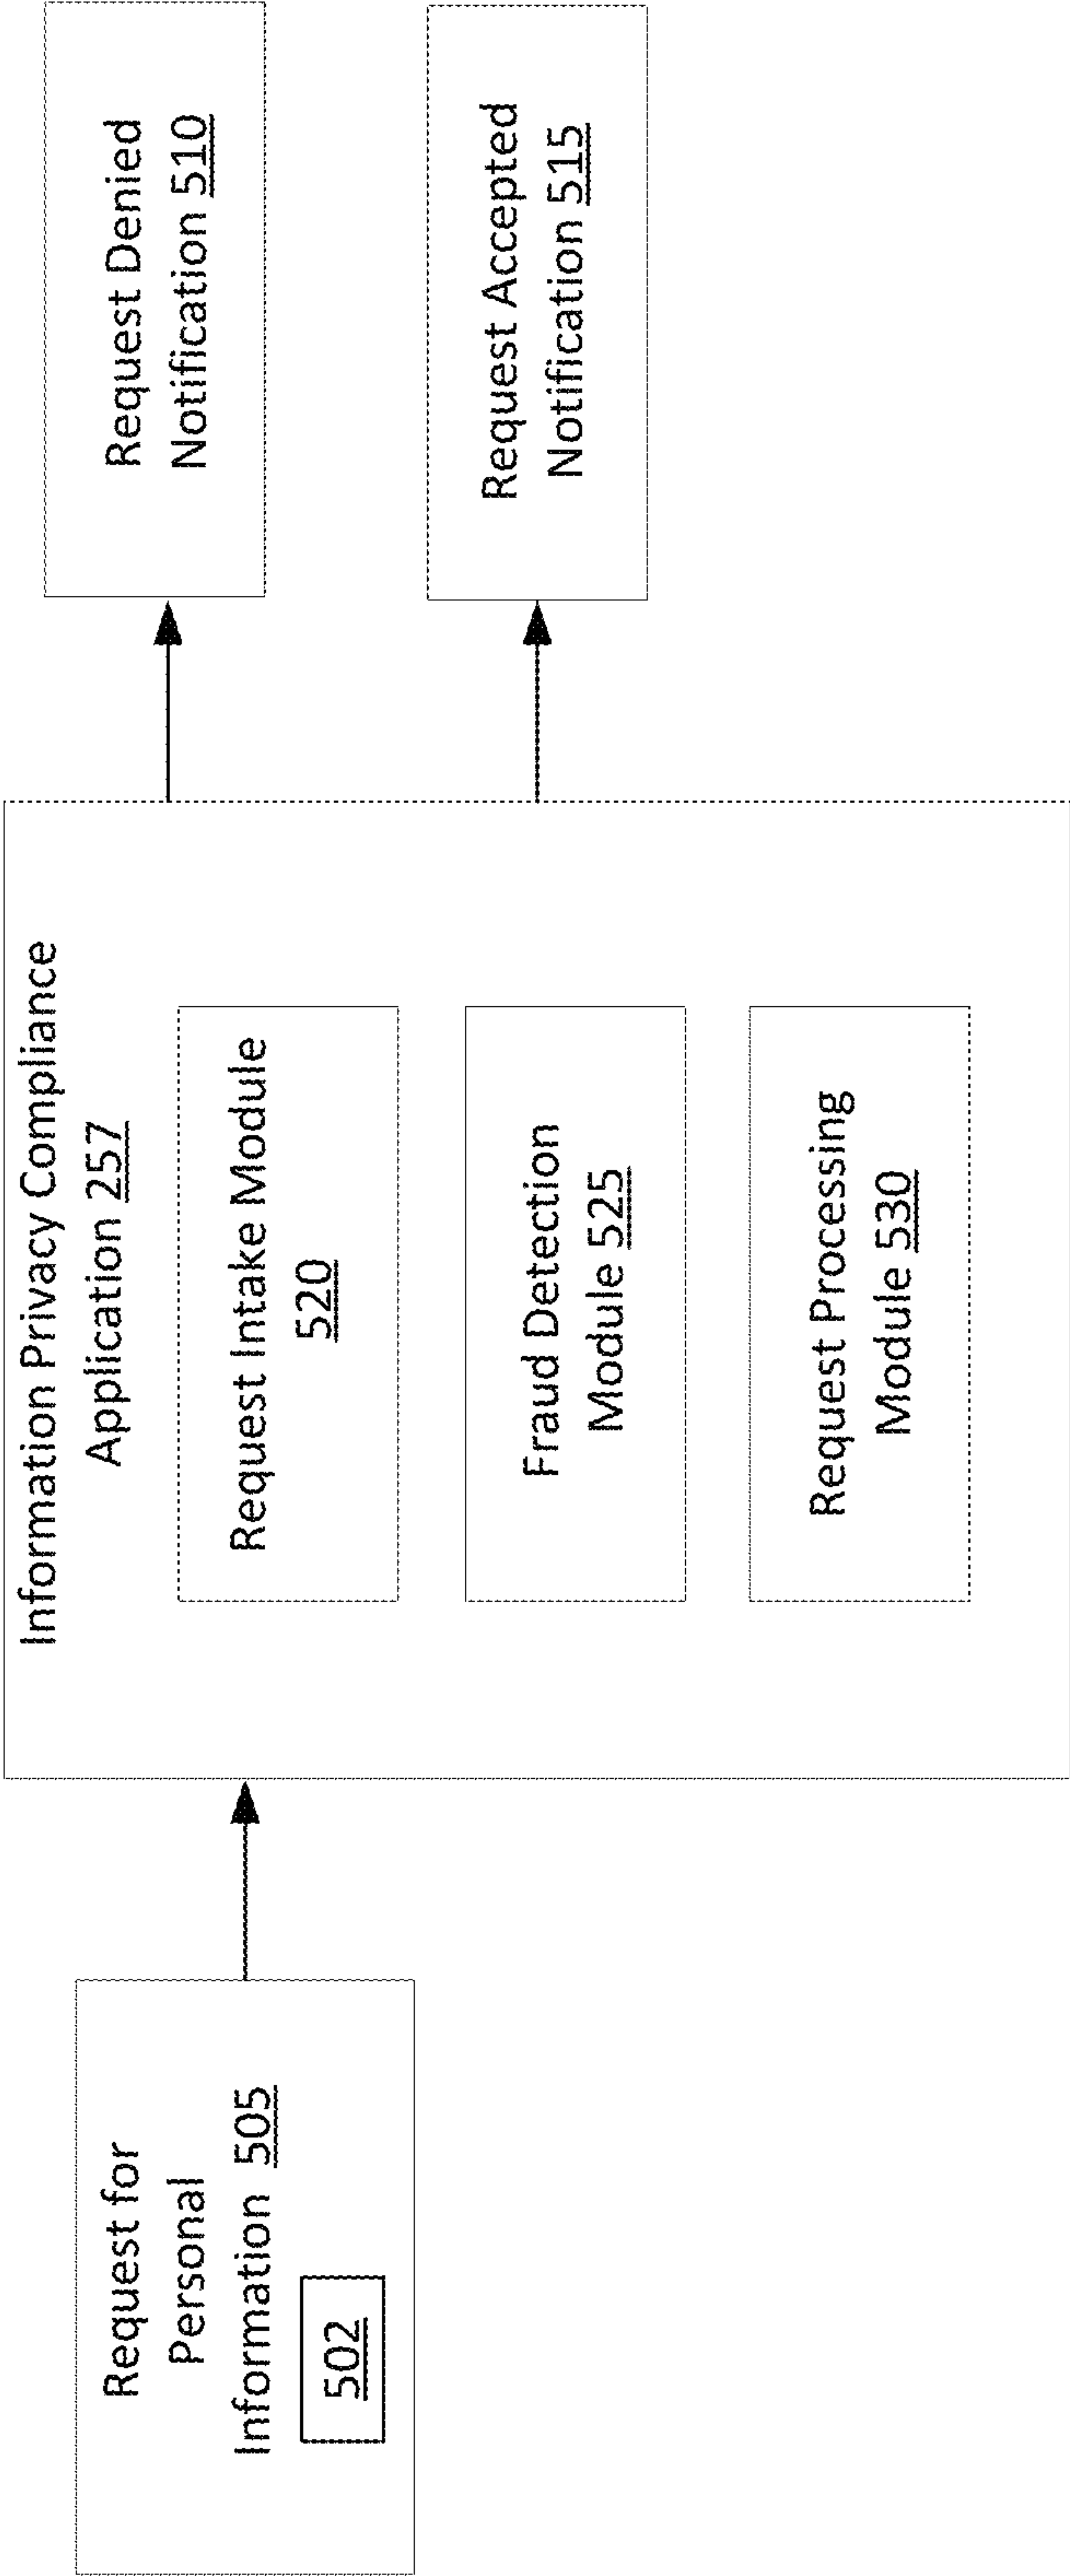 Request for
Personal
Information 505
502
Information Privacy Compliance
Application 257
Request Intake Module
520
Fraud Detection
Module 525
Request Processing
Module 530
Request Denied
Notification 510
Request Accepted
Notification 515